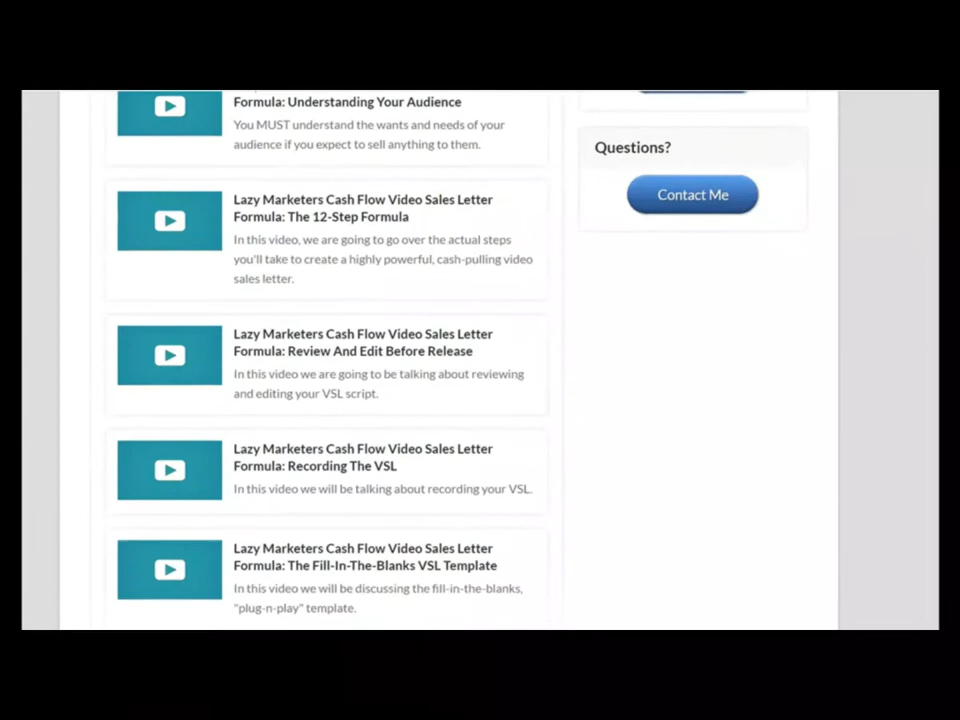 Formula: Understanding Your Audience
You MUST understand the wants and needs of your
audience if you expect to sell anything to them.
Lazy Marketers Cash Flow Video Sales Letter
Formula: The 12-Step Formula
In this video, we are going to go over the actual steps
you'll take to create a highly powerful, cash-pulling video
sales letter.
Lazy Marketers Cash Flow Video Sales Letter
Formula: Review And Edit Before Release
In this video we are going to be talking about reviewing
and editing your VSL script.
Lazy Marketers Cash Flow Video Sales Letter
Formula: Recording The VSL
In this video we will be talking about recording your VSL.
Lazy Marketers Cash Flow Video Sales Letter
Formula: The Fill-In-The-Blanks VSL Template
In this video we will be discussing the fill-in-the-blanks,
"plug-n-play" template.
Questions?
Contact Me